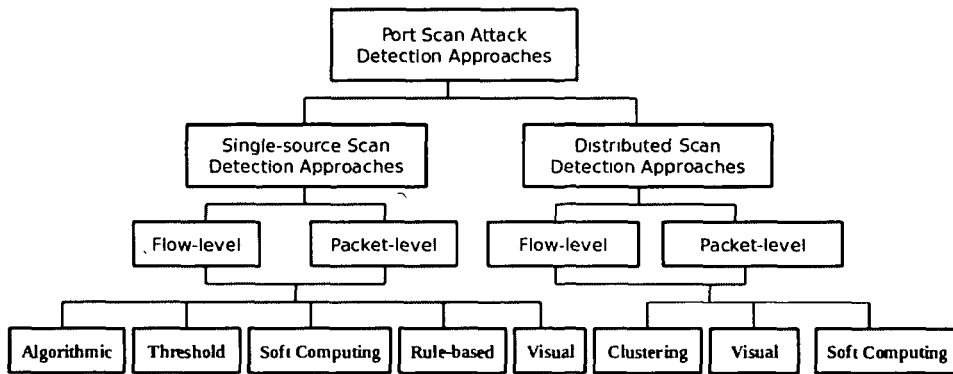 Port Scan Attack
Detection Approaches
Single-source Scan
Detection Approaches
Distributed Scan
Detection Approaches
Flow-level
Packet-level
Flow-level
Packet-level
Algorithmic
Threshold
Soft Computing
Rule-based
Visual
Clustering
Visual
Soft Computing